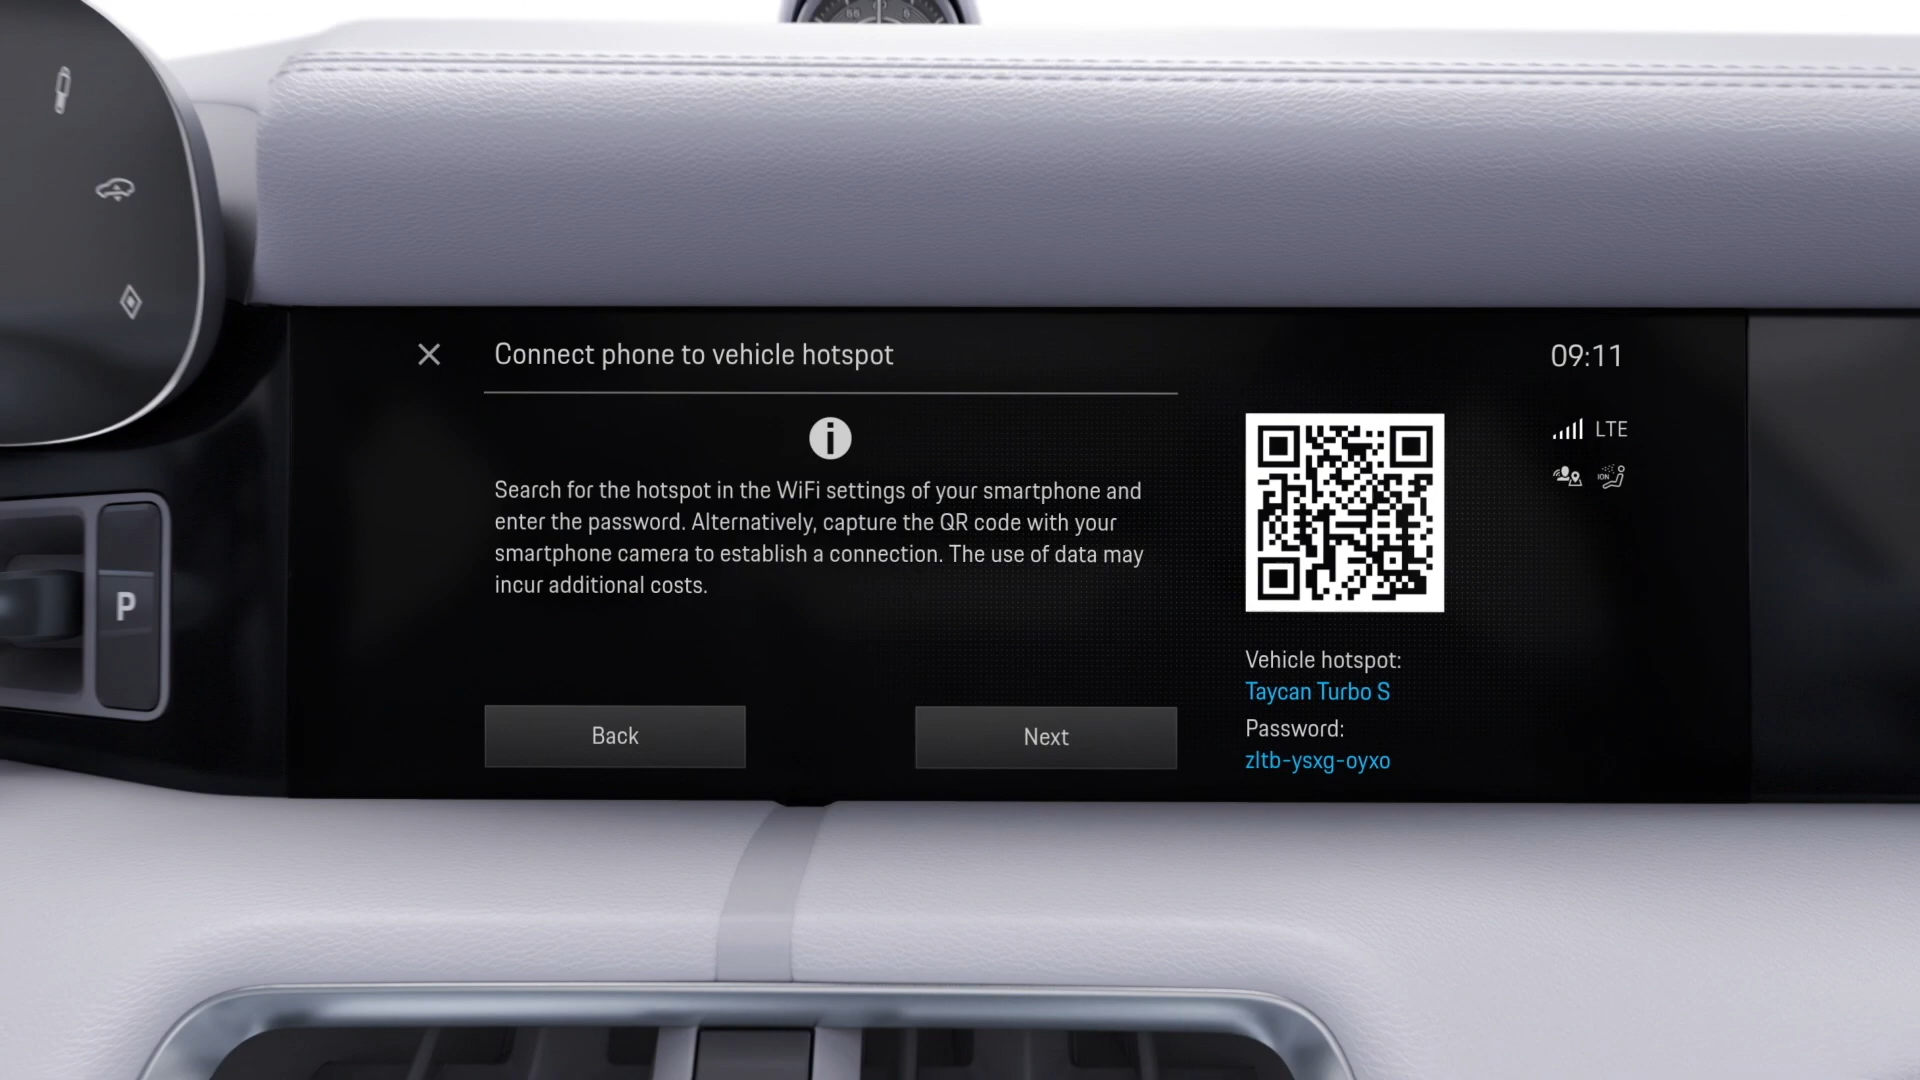 Connect phone to vehicle hotspot
09:11
LTE
Search for the hotspot in the WiFi settings of your smartphone and
enter the password. Alternatively, capture the QR code with your
smartphone camera to establish a connection. The use of data may
incur additional costs.
ION
P
Vehicle hotspot:
Taycan Turbo S
Password:
zltb-ysxg-oyxo
Back
Next